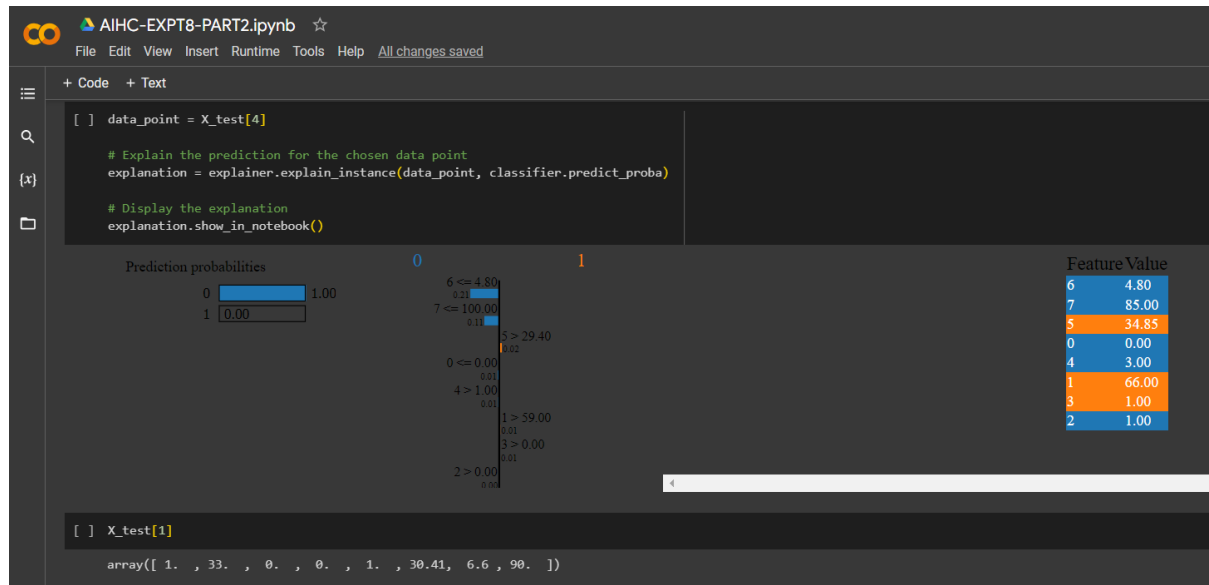 AIHC-EXPT8-PART2.ipynb
File Edit View Insert Runtime Tools Help All changes saved
+ Code + Text
[ ] data_point = X_test[4]
# Explain the prediction for the chosen data point
explanation = explainer.explain_instance(data_point, classifier.predict_proba)
# Display the explanation
explanation.show_in_notebook()
{x}
Prediction probabilities
0 1.00
1 0.00
0 1
6 <= 4.80
0.21
7 <= 100.00
0.11
5 > 29.40
0.02
0 <= 0.00
0.01
4 > 1.00
0.01
1 > 59.00
0.01
3 > 0.00
0.01
2 > 0.00
0.00
Feature Value
6 4.80
7 85.00
5 34.85
0 0.00
4 3.00
1 66.00
3 1.00
2 1.00
[ ] X_test[1]
array([ 1. , 33. , 0. , 0. , 1. , 30.41, 6.6 , 90. ])